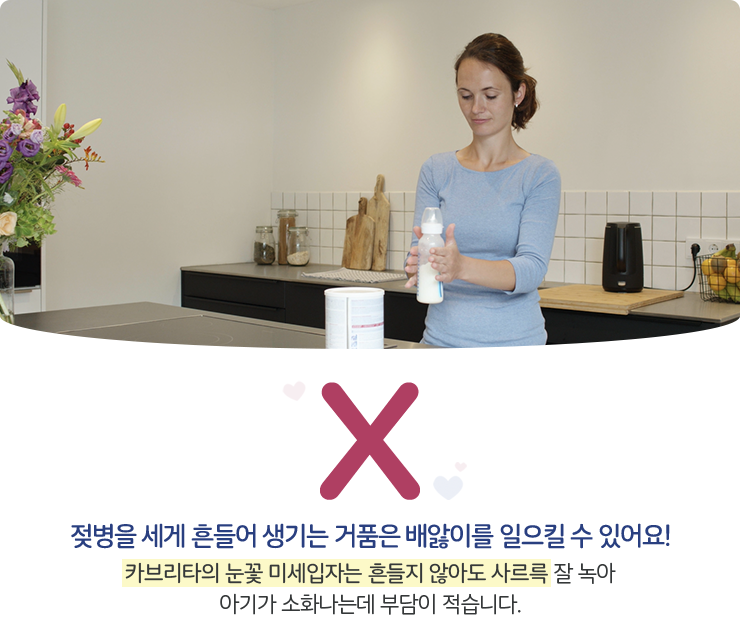 젖병을 세게 흔들어 생기는 거품은 배앓이를 일으킬 수 있어요!
카브리타의 눈꽃 미세입자는 흔들지 않아도 사르륵 잘 녹아
아기가 소화나는데 부담이 적습니다.